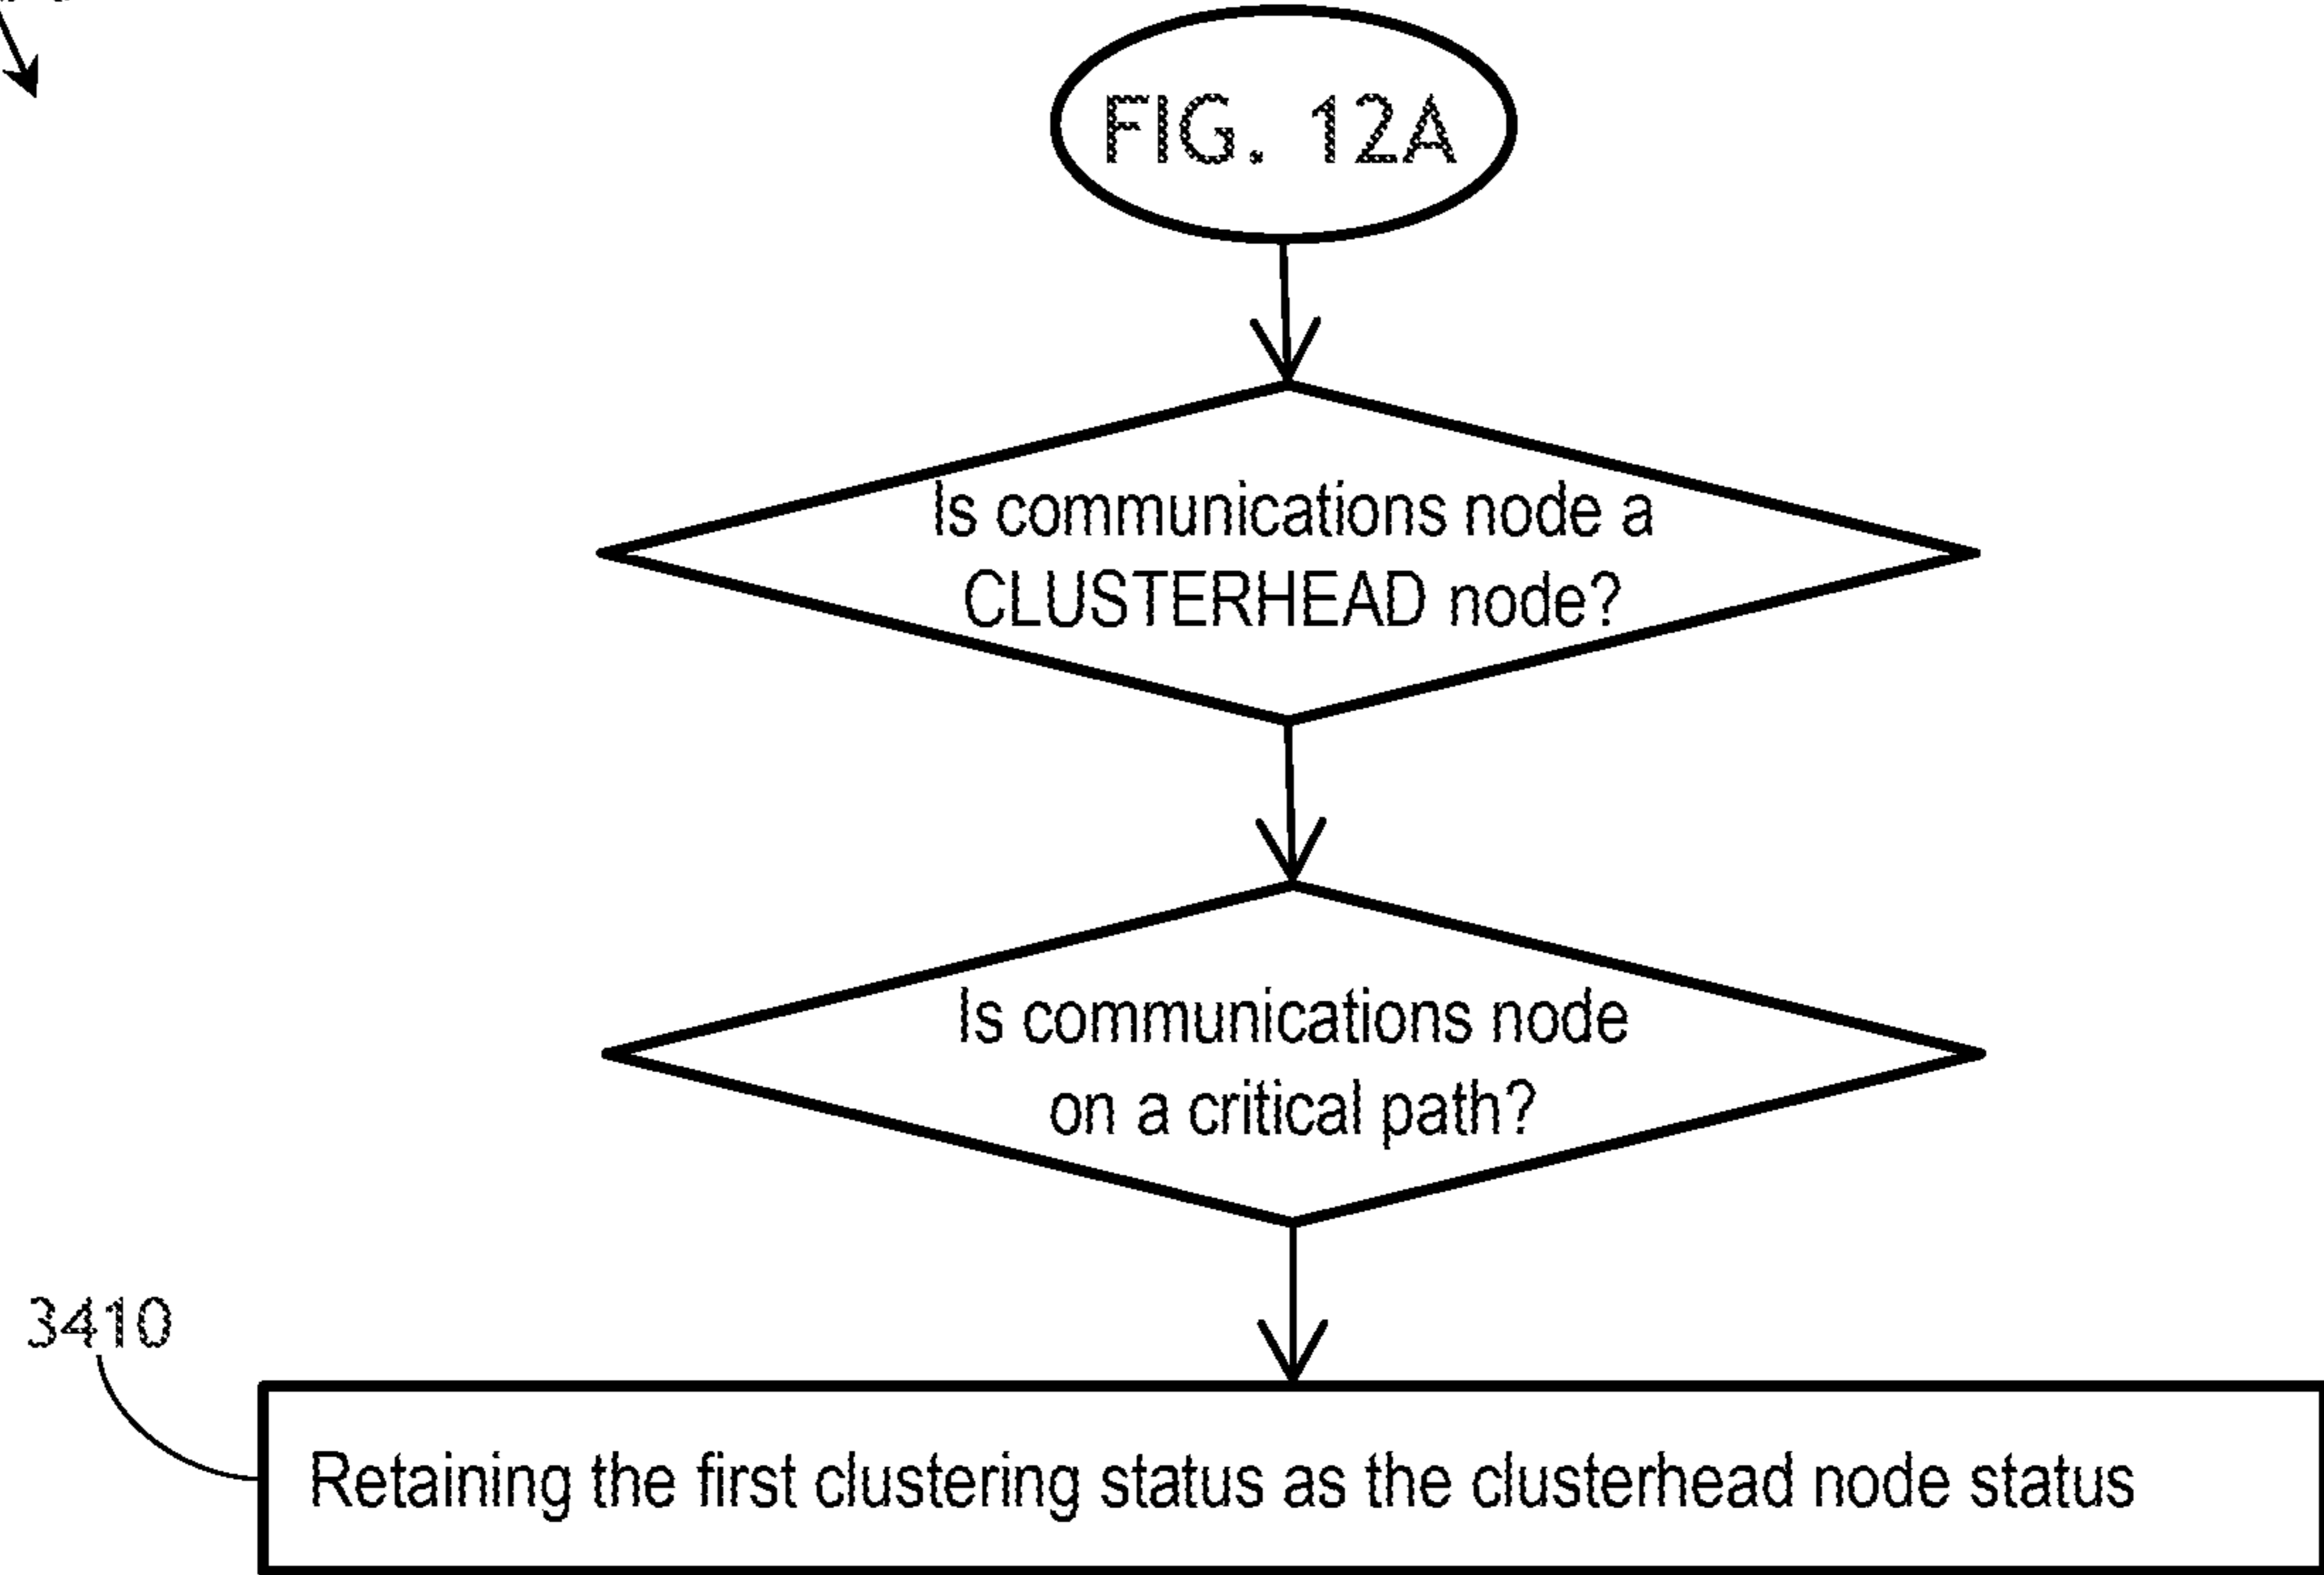 FIG. 12A
Is communications node a
CLUSTERHEAD node?
Is communications node
on a critical path?
3410
Retaining the first clustering status as the clusterhead node status